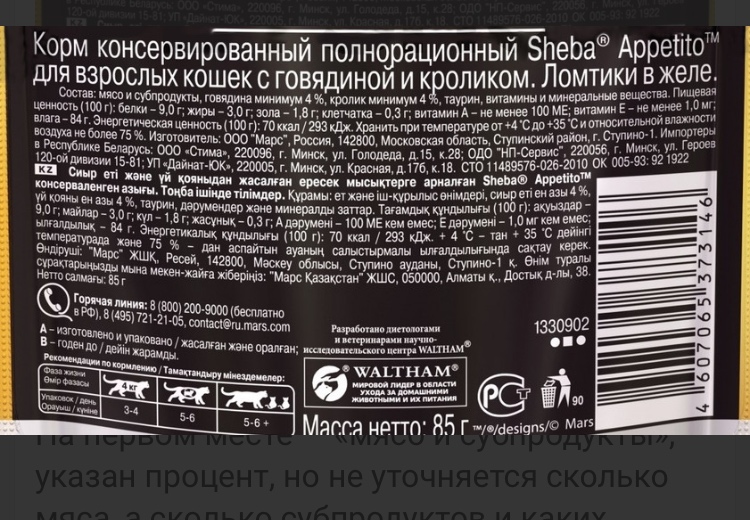 Корм консервированный полнорационный Sheba® Appetito™
для взрослых кошек с говядиной и кроликом. Ломтики в желе.
Состав: мясо и субпродукты, говядина минимум 4 %, кролик минимум 4 %, таурин, витамины и минеральные вещества. Пищевая
ценность (100 г): белки – 9,0 г; жиры – 3,0 г; зола – 1,8 г; клетчатка – 0,3 г; витамин А – не менее 100 МЕ; витамин Е – не менее 1,0 мг;
влага – 84 г. Энергетическая ценность (100 г): 70 ккал / 293 кДж. Хранить при температуре от +4°С до +35°С и относительной влажности
воздуха не более 75 %. Изготовитель: ООО "Марс", Россия, 142800, Московская область, Ступинский район, г. Ступино-1. Импортеры
в Республике Беларусь: ООО «Стима», 220096, г. Минск, ул. Голодеда, д.15, к.28; ОДО "НП-Сервис", 220056, г. Минск, ул. Героев
120-ой дивизии 15-81; УП «Дайнат-ЮК», 220005, г. Минск, ул. Красная, д.17б, к.18. СТО 11489576-026-2010 ОК 005-93: 92 1922
KZ Сиыр еті және үй қоянынан жасалған ересек мысықтерге арналған Sheba® Appetito™
консервіленген азығы. Тоңба ішінде тілімдер. Құрамы: ет және іш-құрылыс өнімдері, сиыр еті ең азы 4%,
үй қояны ең азы 4 %, таурин, дәрумендер және минералды заттар. Тағамдық құндылығы (100 г): ақуыздар –
9,0 г; майлар – 3,0 г; күл – 1,8 г; жасұнық – 0,3 г; А дәрумені – 100 МЕ кем емес; Е дәрумені – 1,0 мг кем емес;
ылғалдылық – 84 г. Энергетикалық құндылығы (100 г): 70 ккал / 293 кДж. + 4 °С – тан + 35 °С дейінгі
температурада және 75 % – дан аспайтын ауаның салыстырмалы ылғалдылығында сақтау керек.
Өндіруші: "Марс" ЖШҚ, Ресей, 142800, Мәскеу облысы, Ступино ауданы, Ступино-1 қ. Өнім туралы
сұрақтарыңызды мына мекен-жайға жіберіңіз: "Марс Қазақстан" ЖШС, 050000, Алматы қ., Достық д-лы, 38.
Нетто салмағы: 85 г
Горячая линия: 8 (800) 200-9000 (бесплатно
в РФ), 8 (495) 721-21-05, contact@ru.mars.com
А – изготовлено и упаковано / жасалған және оралған;
В – годен до / дейін жарамды.
Рекомендации по кормлению / Тамақтандыру мінездемелер:
Фаза жизни
Өмір фазасы
4 кг
Упаковок / день
Орауыш / күніне
3-4
5-6
5-6 +
Разработано диетологами
и ветеринарами научно-
исследовательского центра WALTHAM®
WALTHAM®
МИРОВОЙ ЛИДЕР В ОБЛАСТИ
УХОДА ЗА ДОМАШНИМИ
ЖИВОТНЫМИ И ИХ ПИТАНИЯ
Масса нетто: 85 г
™/®/designs/© Mars
1330902
РСТ
90
4 607065 373146
На первом месте – «мясо и субпродукты»,
указан процент, но не уточняется сколько
мяса, а сколько субпродуктов и каких